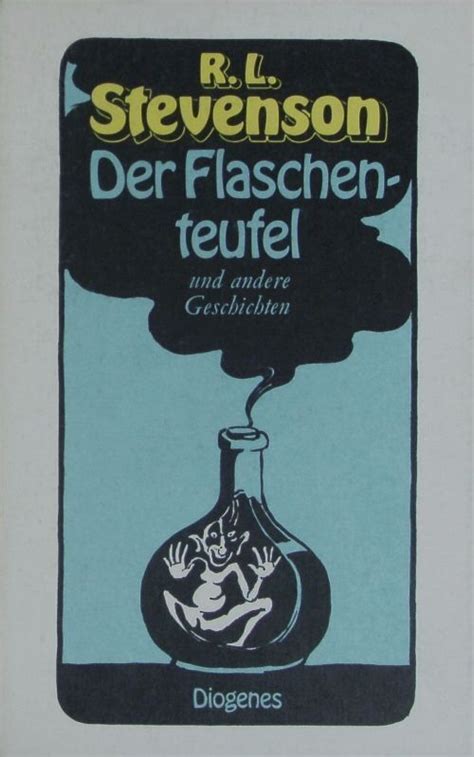 R. L.
Stevenson
Der Flaschen-
teufel
und andere
Geschichten
Diogenes